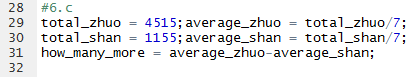 28 #6.c
29 total_zhuo = 4515;average_zhuo = total_zhuo/7;
30 total_shan = 1155;average_shan = total_shan/7;
31 how_many_more = average_zhuo-average_shan;
32